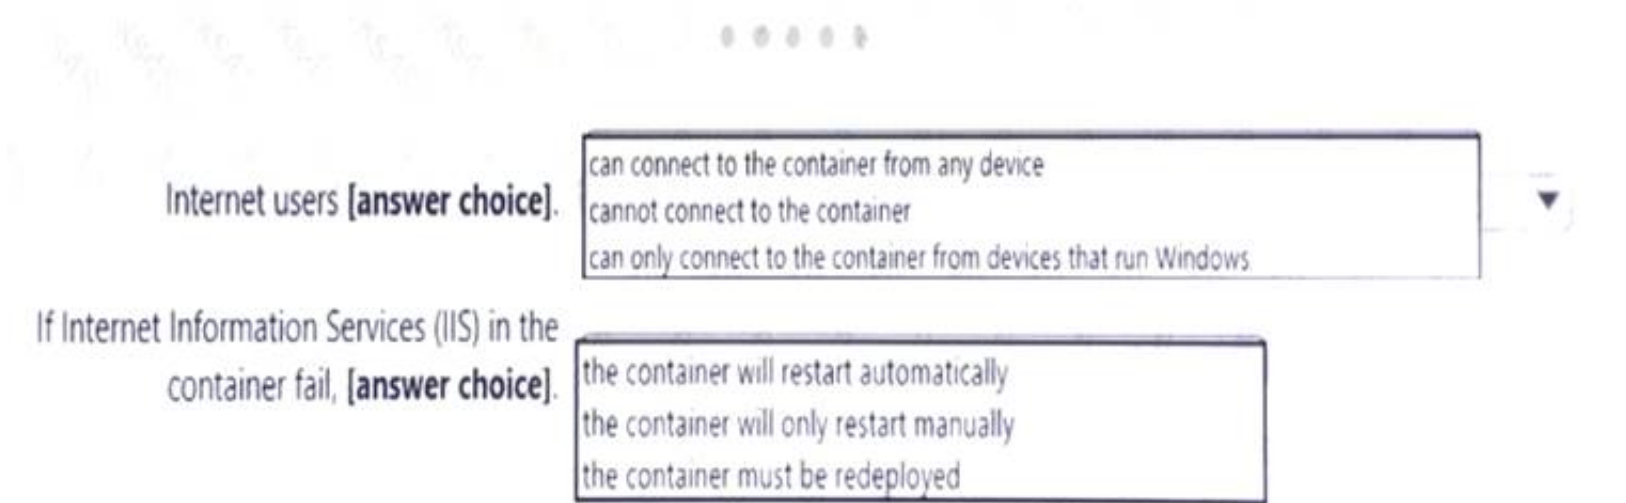 Internet users [answer choice].
can connect to the container from any device
cannot connect to the container
can only connect to the container from devices that run Windows
If Internet Information Services (IIS) in the
container fail, [answer choice].
the container will restart automatically
the container will only restart manually
the container must be redeployed